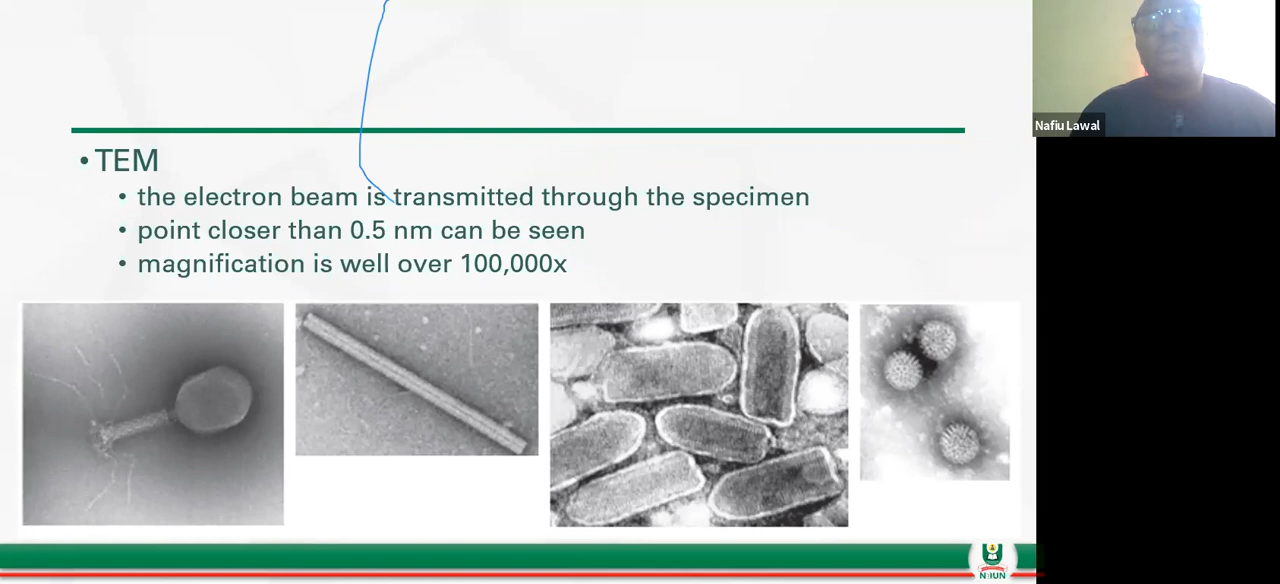 Nafiu Lawal
• TEM
• the electron beam is transmitted through the specimen
• point closer than 0.5 nm can be seen
• magnification is well over 100,000x